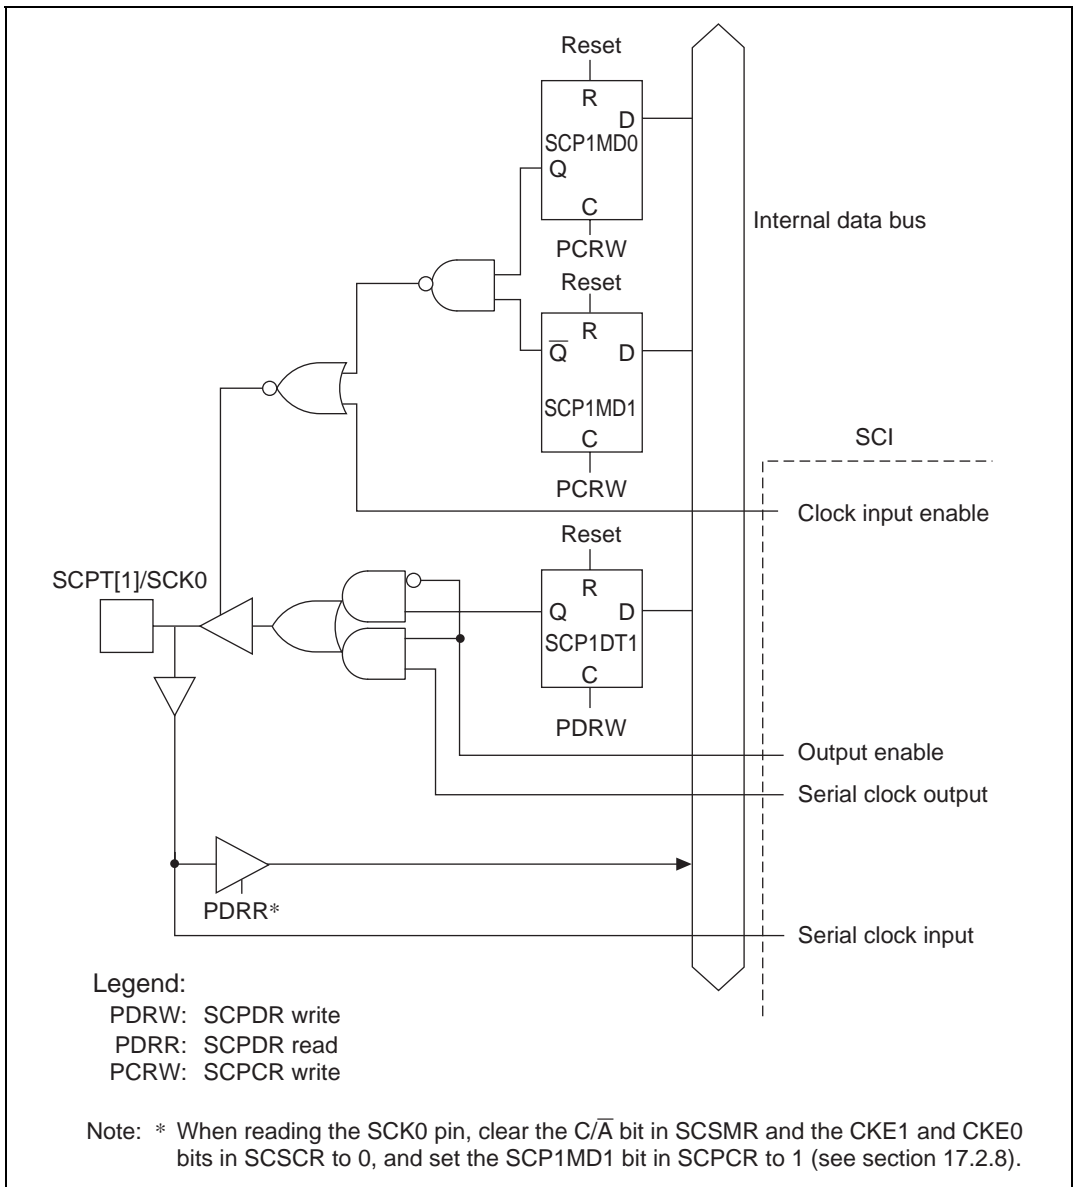 Reset
R
D
SCP1MD0
Q
C
PCRW
Internal data bus
Reset
R
Q̅ D
SCP1MD1
C
PCRW
SCI
Clock input enable
Reset
SCPT[1]/SCK0
R
Q D
SCP1DT1
C
PDRW
Output enable
Serial clock output
PDRR*
Serial clock input
Legend:
PDRW: SCPDR write
PDRR: SCPDR read
PCRW: SCPCR write
Note: * When reading the SCK0 pin, clear the C/A̅ bit in SCSMR and the CKE1 and CKE0
bits in SCSCR to 0, and set the SCP1MD1 bit in SCPCR to 1 (see section 17.2.8).